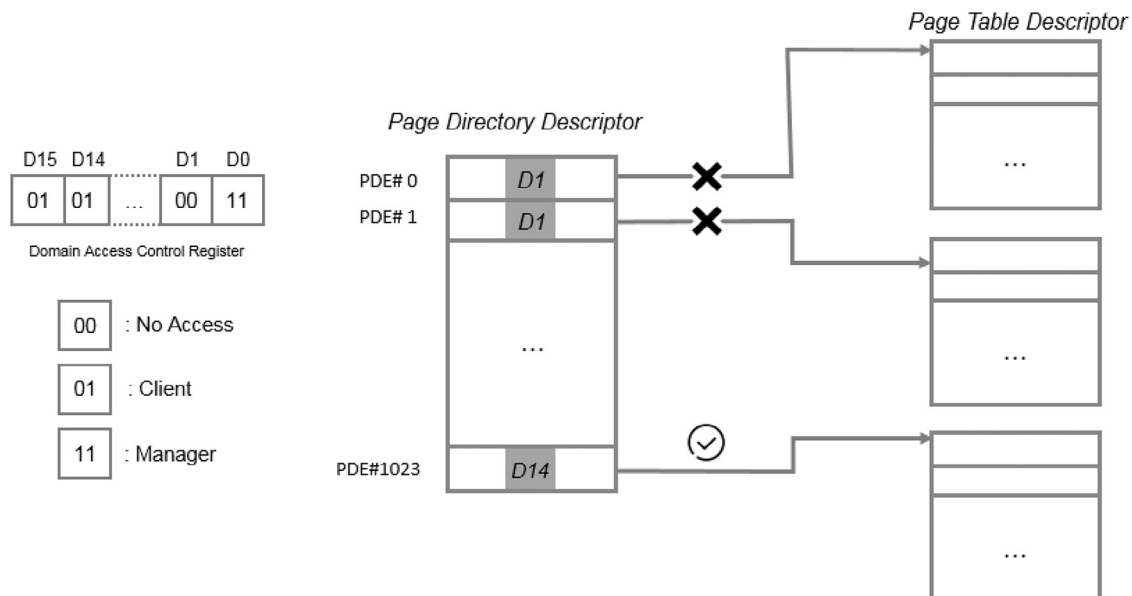 Page Table Descriptor
...
Page Directory Descriptor
D15 D14 D1 D0
01 01 ... 00 11
Domain Access Control Register
PDE# 0 D1
PDE# 1 D1
...
PDE#1023 D14
00 : No Access
01 : Client
11 : Manager
...
...